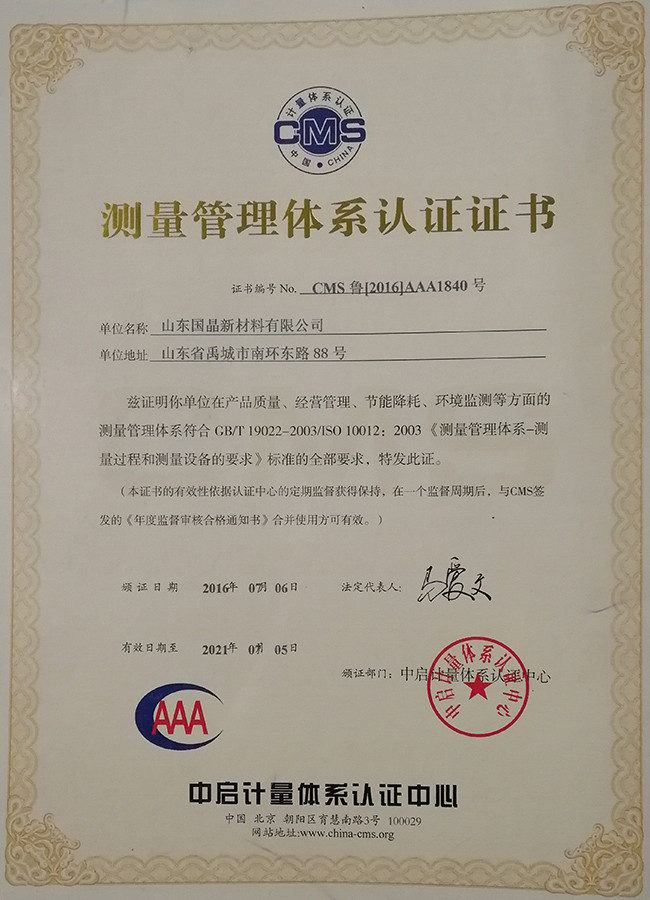 计量体系认证
CMS
中国 • CHINA
测量管理体系认证证书
证书编号 No. CMS 鲁[2016]AAA1840 号
单位名称 山东国晶新材料有限公司
单位地址 山东省禹城市南环东路 88 号
兹证明你单位在产品质量、经营管理、节能降耗、环境监测等方面的
测量管理体系符合 GB/T 19022-2003/ISO 10012：2003《测量管理体系-测
量过程和测量设备的要求》标准的全部要求，特发此证。
（本证书的有效性依据认证中心的定期监督获得保持，在一个监督周期后，与CMS签
发的《年度监督审核合格通知书》合并使用方可有效。）
颁证日期 2016年 07月 06日 法定代表人： 马爱文
有效日期至 2021年 07月 05日
颁证部门：中启计量体系认证中心
中启计量体系认证中心
AAA
中启计量体系认证中心
中国 北京 朝阳区育慧南路3号 100029
网站地址:www.china-cms.org